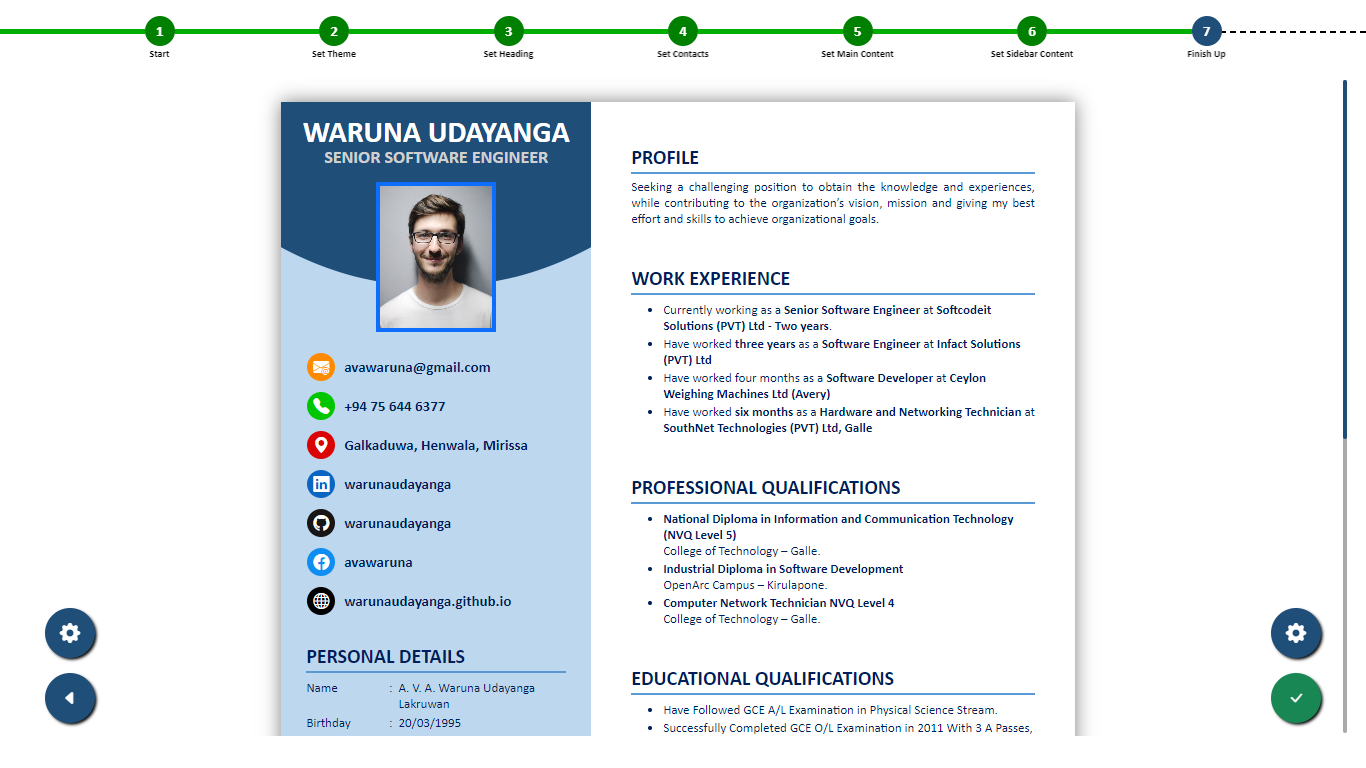 1
2
3
4
5
6
7
Start
Set Theme
Set Heading
Set Contacts
Set Main Content
Set Sidebar Content
Finish Up
WARUNA UDAYANGA
SENIOR SOFTWARE ENGINEER
avawaruna@gmail.com
+94 75 644 6377
Galkaduwa, Henwala, Mirissa
warunaudayanga
warunaudayanga
avawaruna
warunaudayanga.github.io
PERSONAL DETAILS
Name : A. V. A. Waruna Udayanga
Lakruwan
Birthday : 20/03/1995
PROFILE
Seeking a challenging position to obtain the knowledge and experiences,
while contributing to the organization’s vision, mission and giving my best
effort and skills to achieve organizational goals.
WORK EXPERIENCE
• Currently working as a Senior Software Engineer at Softcodeit
Solutions (PVT) Ltd - Two years.
• Have worked three years as a Software Engineer at Infact Solutions
(PVT) Ltd
• Have worked four months as a Software Developer at Ceylon
Weighing Machines Ltd (Avery)
• Have worked six months as a Hardware and Networking Technician at
SouthNet Technologies (PVT) Ltd, Galle
PROFESSIONAL QUALIFICATIONS
• National Diploma in Information and Communication Technology
(NVQ Level 5)
College of Technology – Galle.
• Industrial Diploma in Software Development
OpenArc Campus – Kirulapone.
• Computer Network Technician NVQ Level 4
College of Technology – Galle.
EDUCATIONAL QUALIFICATIONS
• Have Followed GCE A/L Examination in Physical Science Stream.
• Successfully Completed GCE O/L Examination in 2011 With 3 A Passes,